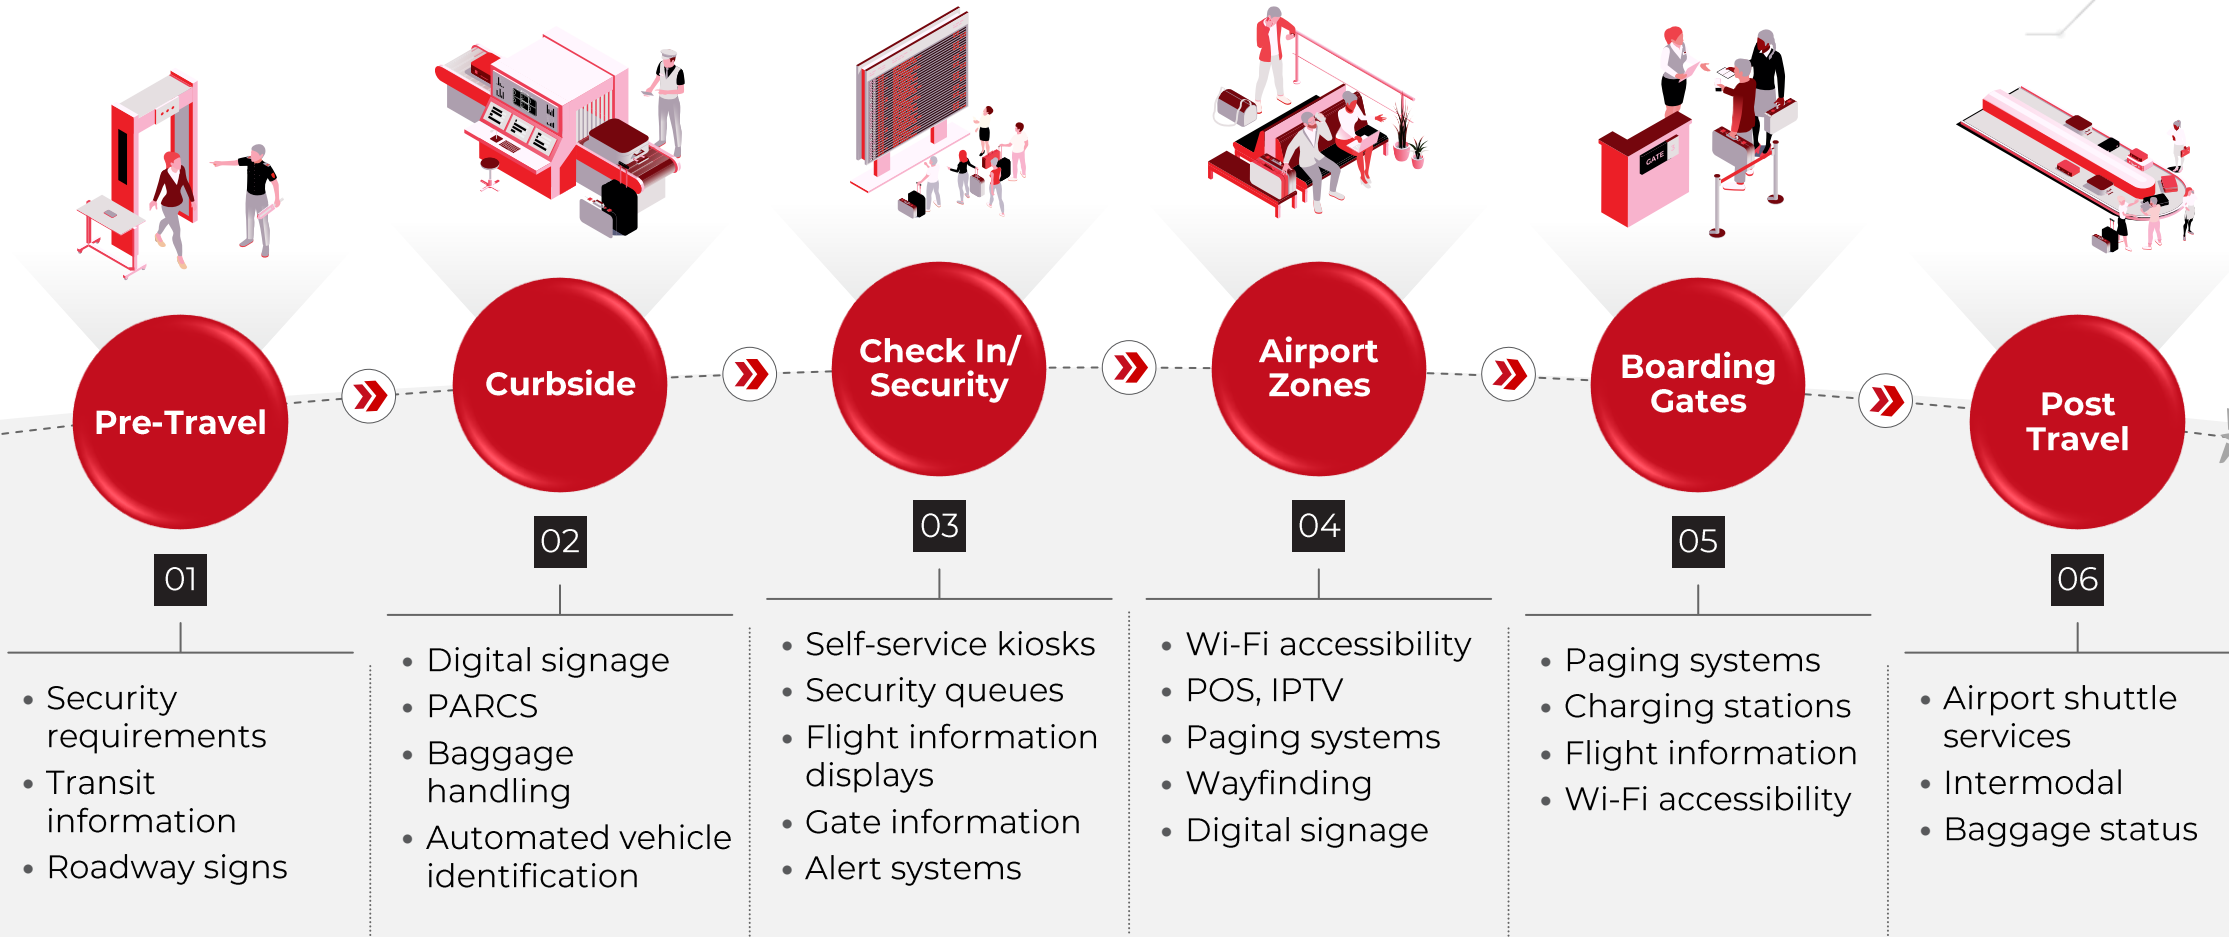 GATE
Pre-Travel
01
Security
requirements
Transit
information
Roadway signs
Curbside
02
Digital signage
PARCS
Baggage
handling
Automated vehicle
identification
Check In/
Security
03
Self-service kiosks
Security queues
Flight information
displays
Gate information
Alert systems
Airport
Zones
04
Wi-Fi accessibility
POS, IPTV
Paging systems
Wayfinding
Digital signage
Boarding
Gates
05
Paging systems
Charging stations
Flight information
Wi-Fi accessibility
Post
Travel
06
Airport shuttle
services
Intermodal
Baggage status